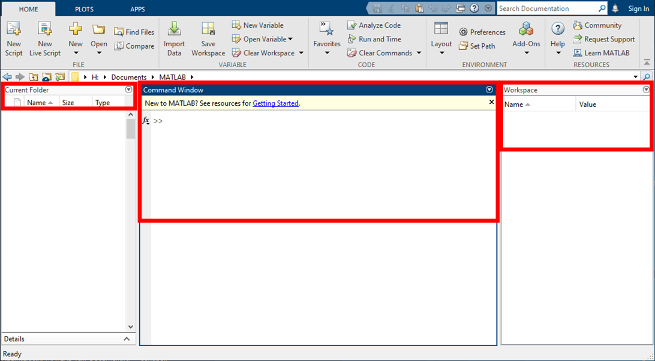 HOME PLOTS APPS Search Documentation Sign In
New Script
New Live Script
New
Open
Find Files
Compare
Import Data
Save Workspace
New Variable
Open Variable
Clear Workspace
Favorites
Analyze Code
Run and Time
Clear Commands
Layout
Preferences
Set Path
Add-Ons
Help
Community
Request Support
Learn MATLAB
FILE VARIABLE CODE ENVIRONMENT RESOURCES
H: Documents MATLAB
Current Folder
Name Size Type
Command Window
New to MATLAB? See resources for Getting Started.
fx >>
Workspace
Name Value
Details
Ready